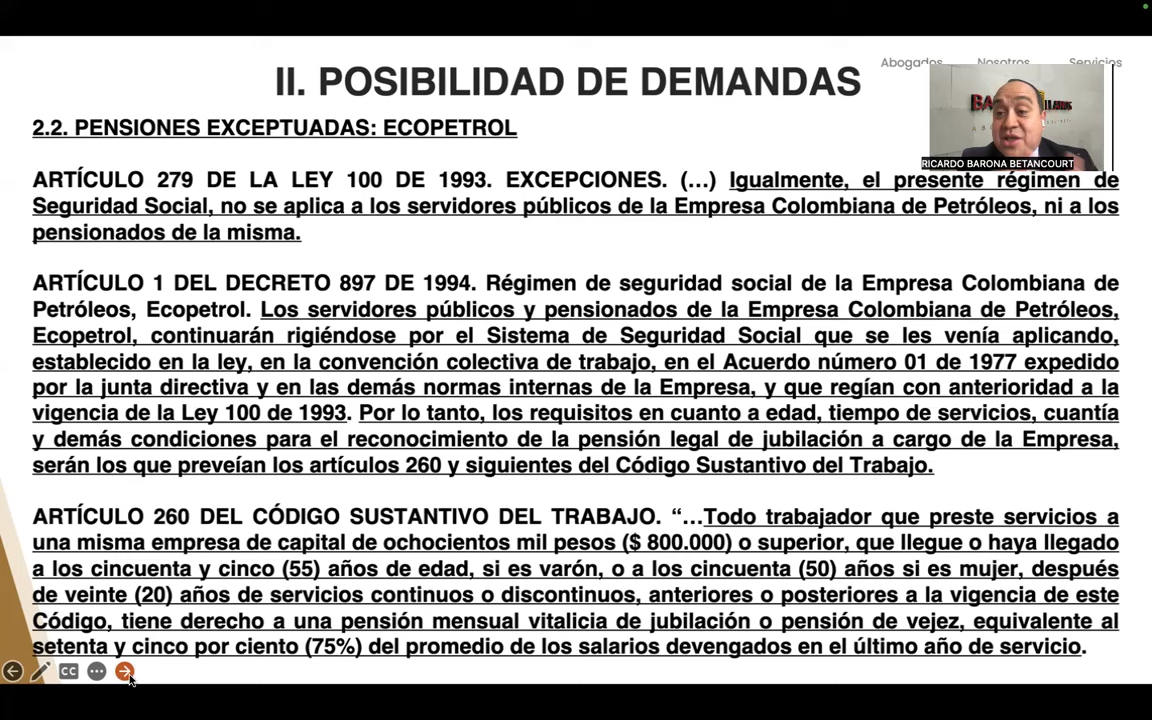 II. POSIBILIDAD DE DEMANDAS
Abogados Nosotros Servicios
RICARDO BARONA BETANCOURT
2.2. PENSIONES EXCEPTUADAS: ECOPETROL
ARTÍCULO 279 DE LA LEY 100 DE 1993. EXCEPCIONES. (…) Igualmente, el presente régimen de
Seguridad Social, no se aplica a los servidores públicos de la Empresa Colombiana de Petróleos, ni a los
pensionados de la misma.
ARTÍCULO 1 DEL DECRETO 897 DE 1994. Régimen de seguridad social de la Empresa Colombiana de
Petróleos, Ecopetrol. Los servidores públicos y pensionados de la Empresa Colombiana de Petróleos,
Ecopetrol, continuarán rigiéndose por el Sistema de Seguridad Social que se les venía aplicando,
establecido en la ley, en la convención colectiva de trabajo, en el Acuerdo número 01 de 1977 expedido
por la junta directiva y en las demás normas internas de la Empresa, y que regían con anterioridad a la
vigencia de la Ley 100 de 1993. Por lo tanto, los requisitos en cuanto a edad, tiempo de servicios, cuantía
y demás condiciones para el reconocimiento de la pensión legal de jubilación a cargo de la Empresa,
serán los que preveían los artículos 260 y siguientes del Código Sustantivo del Trabajo.
ARTÍCULO 260 DEL CÓDIGO SUSTANTIVO DEL TRABAJO. “…Todo trabajador que preste servicios a
una misma empresa de capital de ochocientos mil pesos ($ 800.000) o superior, que llegue o haya llegado
a los cincuenta y cinco (55) años de edad, si es varón, o a los cincuenta (50) años si es mujer, después
de veinte (20) años de servicios continuos o discontinuos, anteriores o posteriores a la vigencia de este
Código, tiene derecho a una pensión mensual vitalicia de jubilación o pensión de vejez, equivalente al
setenta y cinco por ciento (75%) del promedio de los salarios devengados en el último año de servicio.
CC